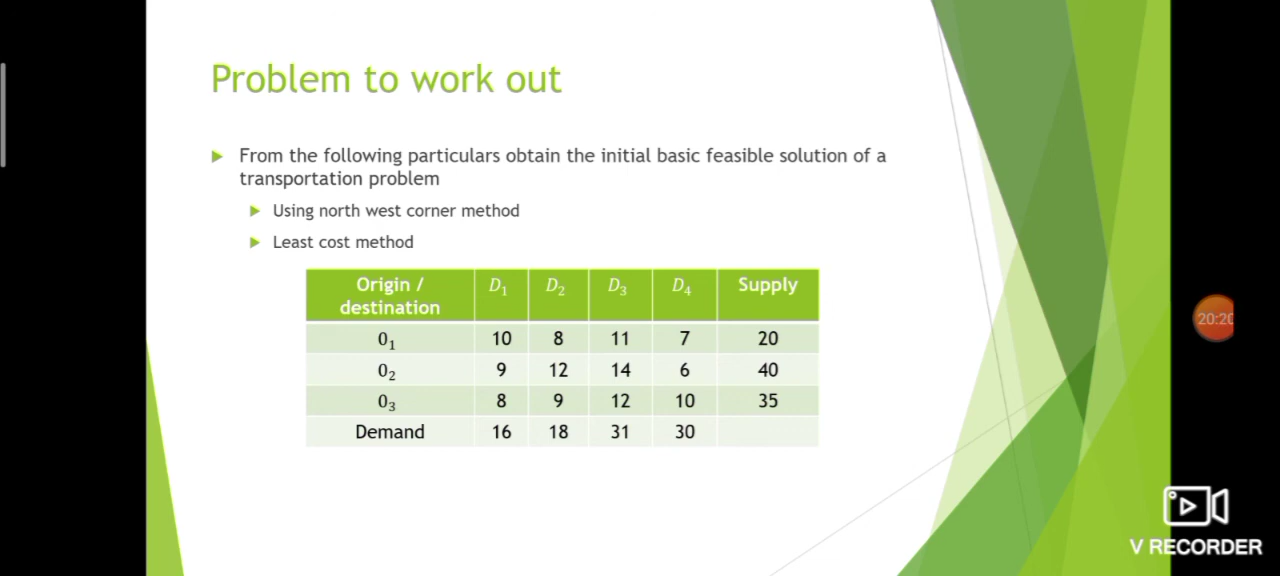 Problem to work out
From the following particulars obtain the initial basic feasible solution of a
transportation problem
Using north west corner method
Least cost method
Origin / destination D₁ D₂ D₃ D₄ Supply
0₁ 10 8 11 7 20
0₂ 9 12 14 6 40
0₃ 8 9 12 10 35
Demand 16 18 31 30
20:20
V RECORDER